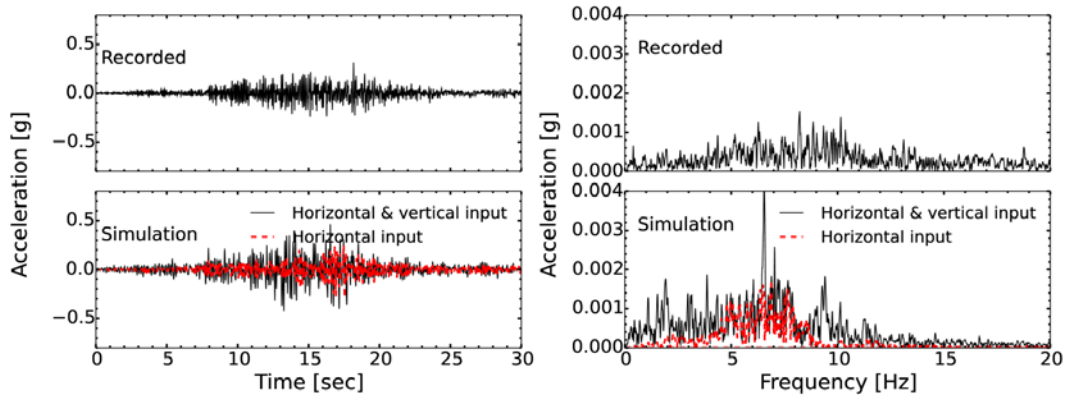 Acceleration [g]
0.5
0.0
−0.5
Recorded
0.5
0.0
−0.5
Simulation
Horizontal & vertical input
Horizontal input
0 5 10 15 20 25 30
Time [sec]
Acceleration [g]
0.004
0.003
0.002
0.001
0.000
Recorded
0.004
0.003
0.002
0.001
0.000
Simulation
Horizontal & vertical input
Horizontal input
0 5 10 15 20
Frequency [Hz]